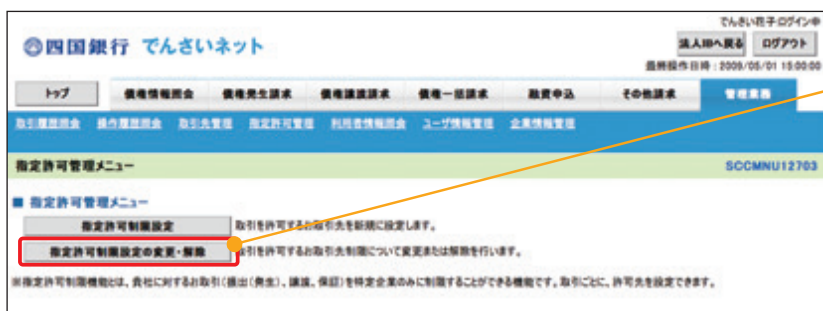 でんさい花子ログイン中
四国銀行 でんさいネット
法人IBへ戻る ログアウト
最終操作日時：2009/05/01 15:00:00
トップ 債権情報照会 債権発生請求 債権譲渡請求 債権一括請求 融資申込 その他請求 管理業務
取引履歴照会 操作履歴照会 取引先管理 指定許可管理 利用者情報照会 ユーザ情報管理 企業情報管理
指定許可管理メニュー SCCMNU12703
■ 指定許可管理メニュー
指定許可制限設定 取引を許可するお取引先を新規に設定します。
指定許可制限設定の変更・解除 取引を許可するお取引先制限について変更または解除を行います。
※指定許可制限機能とは、貴社に対するお取引（振出（発生）、譲渡、保証）を特定企業のみに制限することができる機能です。取引ごとに、許可先を設定できます。